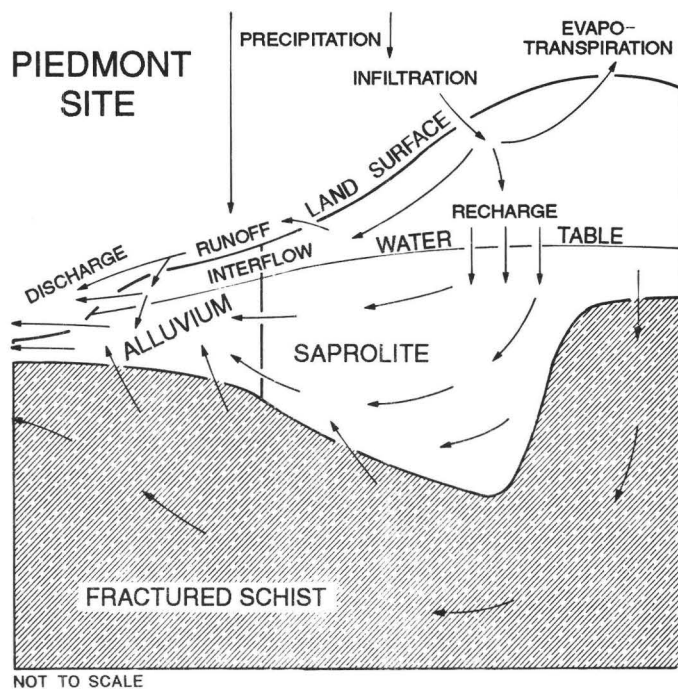 PIEDMONT
SITE
PRECIPITATION
INFILTRATION
EVAPO-
TRANSPIRATION
LAND SURFACE
RECHARGE
RUNOFF
WATER TABLE
INTERFLOW
DISCHARGE
ALLUVIUM
SAPROLITE
FRACTURED SCHIST
NOT TO SCALE